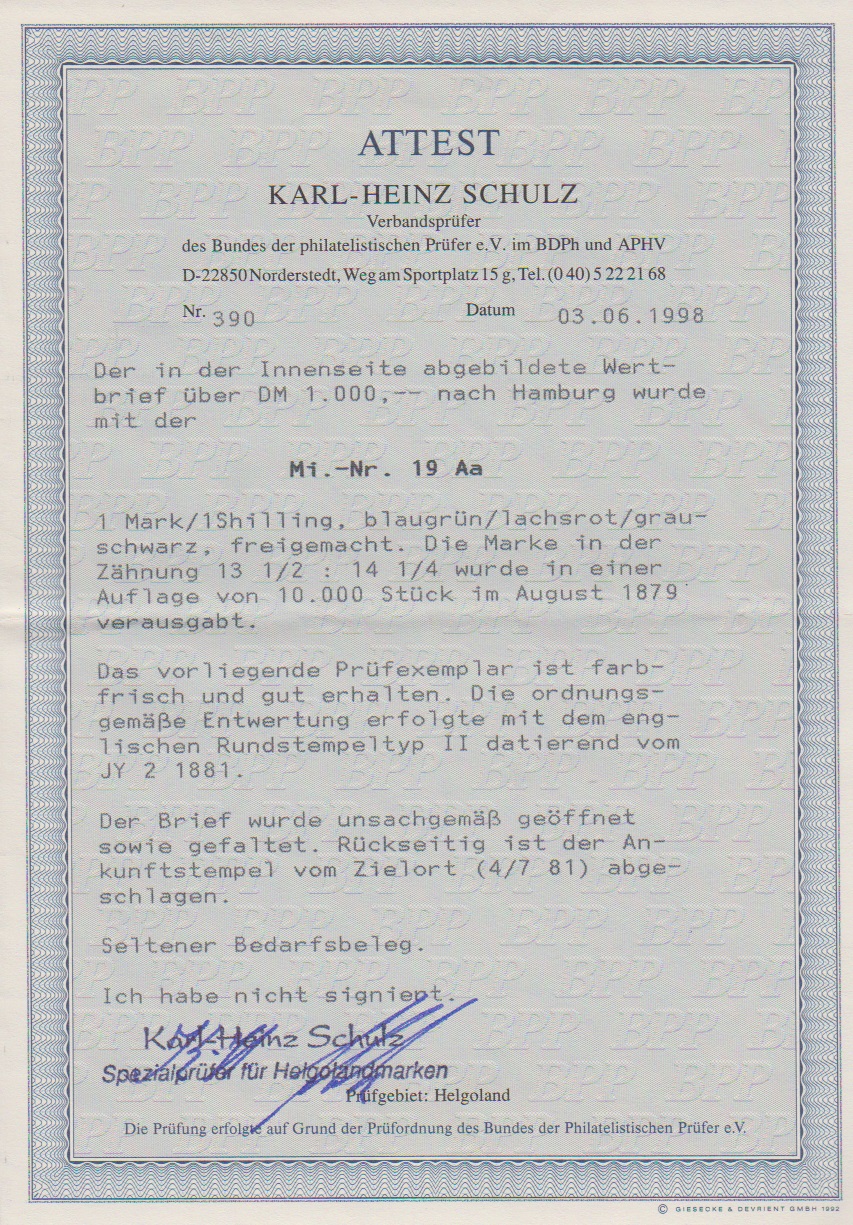 ATTEST
KARL-HEINZ SCHULZ
Verbandsprüfer
des Bundes der philatelistischen Prüfer e.V. im BDPh und APHV
D-22850 Norderstedt, Weg am Sportplatz 15 g, Tel. (0 40) 5 22 21 68
Nr. 390 Datum 03.06.1998
Der in der Innenseite abgebildete Wert-
brief über DM 1.000,-- nach Hamburg wurde
mit der
Mi.-Nr. 19 Aa
1 Mark/1Shilling, blaugrün/lachsrot/grau-
schwarz, freigemacht. Die Marke in der
Zähnung 13 1/2 : 14 1/4 wurde in einer
Auflage von 10.000 Stück im August 1879
verausgabt.
Das vorliegende Prüfexemplar ist farb-
frisch und gut erhalten. Die ordnungs-
gemäße Entwertung erfolgte mit dem eng-
lischen Rundstempeltyp II datierend vom
JY 2 1881.
Der Brief wurde unsachgemäß geöffnet
sowie gefaltet. Rückseitig ist der An-
kunftstempel vom Zielort (4/7 81) abge-
schlagen.
Seltener Bedarfsbeleg.
Ich habe nicht signiert.
Karl-Heinz Schulz
Spezialprüfer für Helgolandmarken
Prüfgebiet: Helgoland
Die Prüfung erfolgte auf Grund der Prüfordnung des Bundes der Philatelistischen Prüfer e.V.
© GIESECKE & DEVRIENT GMBH 1992